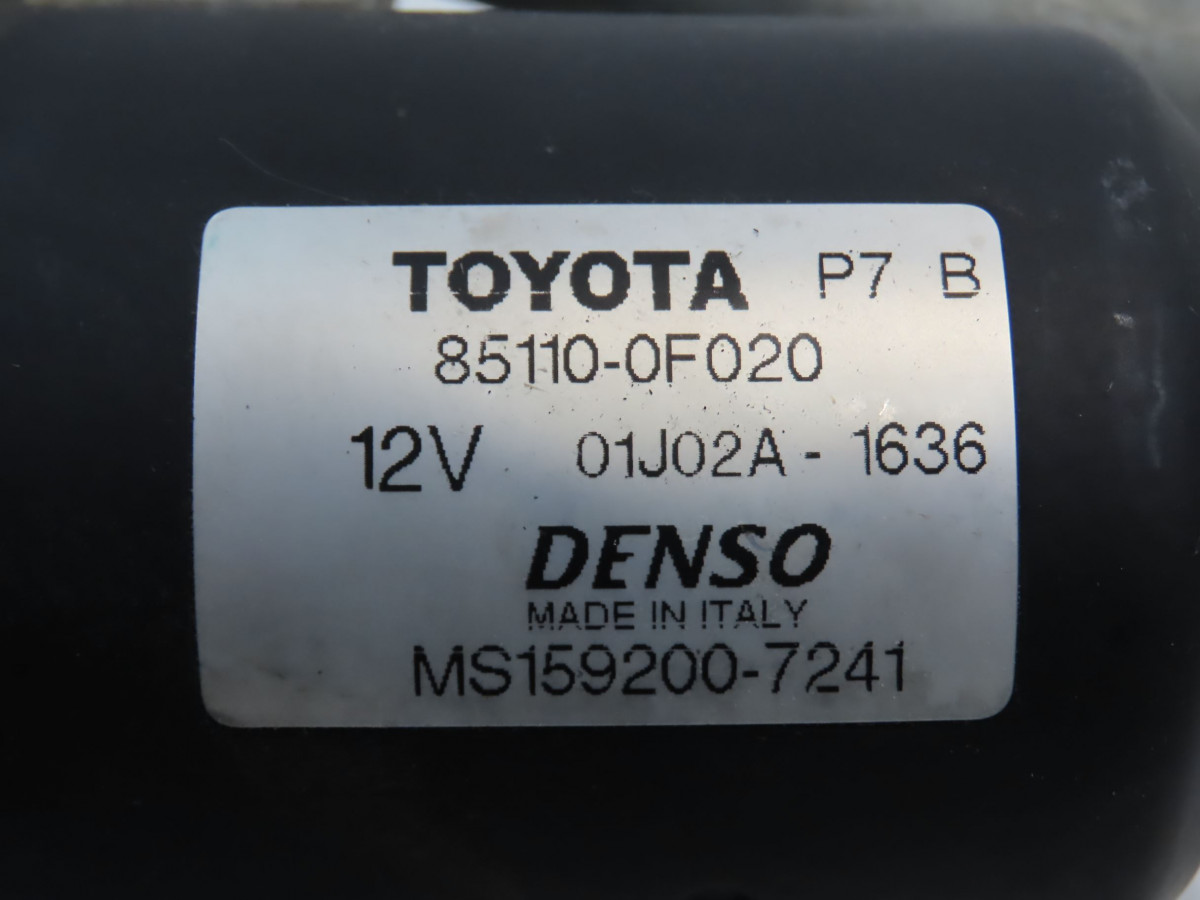 TOYOTA P7 B
85110-0F020
12V 01J02A - 1636
DENSO
MADE IN ITALY
MS159200-7241